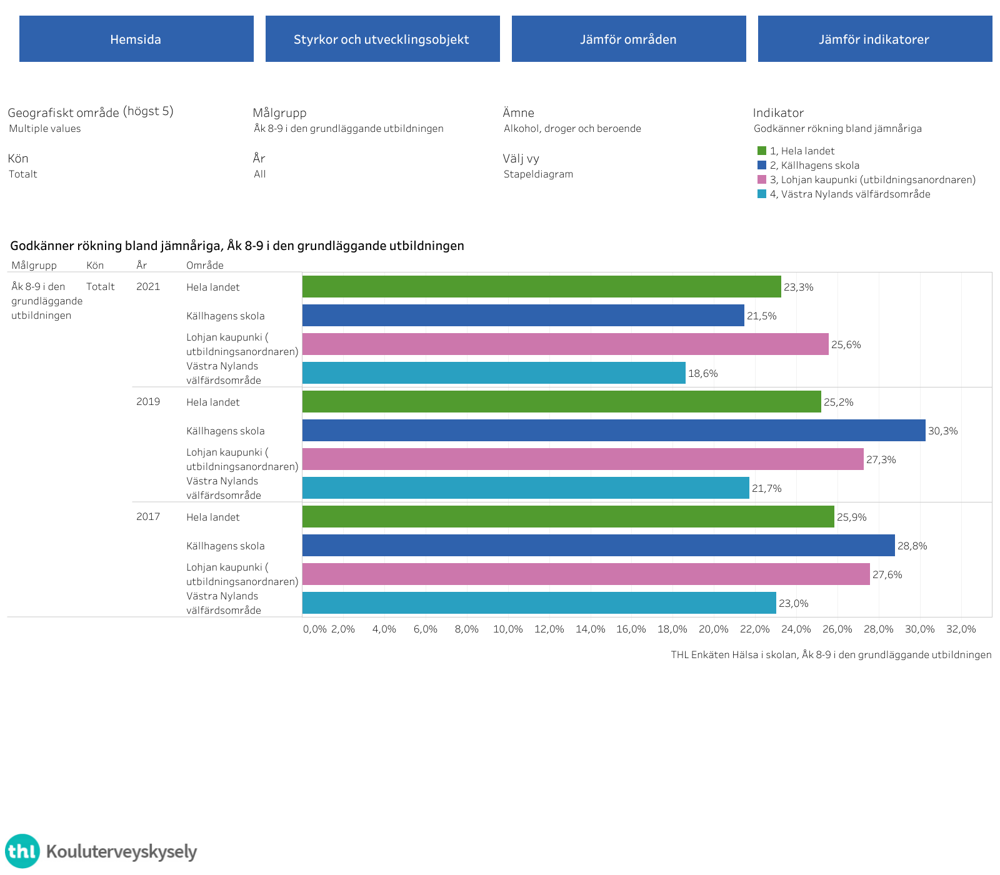 Hemsida
Styrkor och utvecklingsobjekt
Jämför områden
Jämför indikatorer
Geografiskt område (högst 5)
Multiple values
Målgrupp
Åk 8-9 i den grundläggande utbildningen
Ämne
Alkohol, droger och beroende
Indikator
Godkänner rökning bland jämnåriga
Kön
Totalt
År
All
Välj vy
Stapeldiagram
1, Hela landet
2, Källhagens skola
3, Lohjan kaupunki (utbildningsanordnaren)
4, Västra Nylands välfärdsområde
Godkänner rökning bland jämnåriga, Åk 8-9 i den grundläggande utbildningen
Målgrupp Kön År Område
Åk 8-9 i den
grundläggande
utbildningen
Totalt
2021
Hela landet
23,3%
Källhagens skola
21,5%
Lohjan kaupunki (
utbildningsanordnaren)
25,6%
Västra Nylands
välfärdsområde
18,6%
2019
Hela landet
25,2%
Källhagens skola
30,3%
Lohjan kaupunki (
utbildningsanordnaren)
27,3%
Västra Nylands
välfärdsområde
21,7%
2017
Hela landet
25,9%
Källhagens skola
28,8%
Lohjan kaupunki (
utbildningsanordnaren)
27,6%
Västra Nylands
välfärdsområde
23,0%
0,0% 2,0% 4,0% 6,0% 8,0% 10,0% 12,0% 14,0% 16,0% 18,0% 20,0% 22,0% 24,0% 26,0% 28,0% 30,0% 32,0%
THL Enkäten Hälsa i skolan, Åk 8-9 i den grundläggande utbildningen
thl Kouluterveyskysely